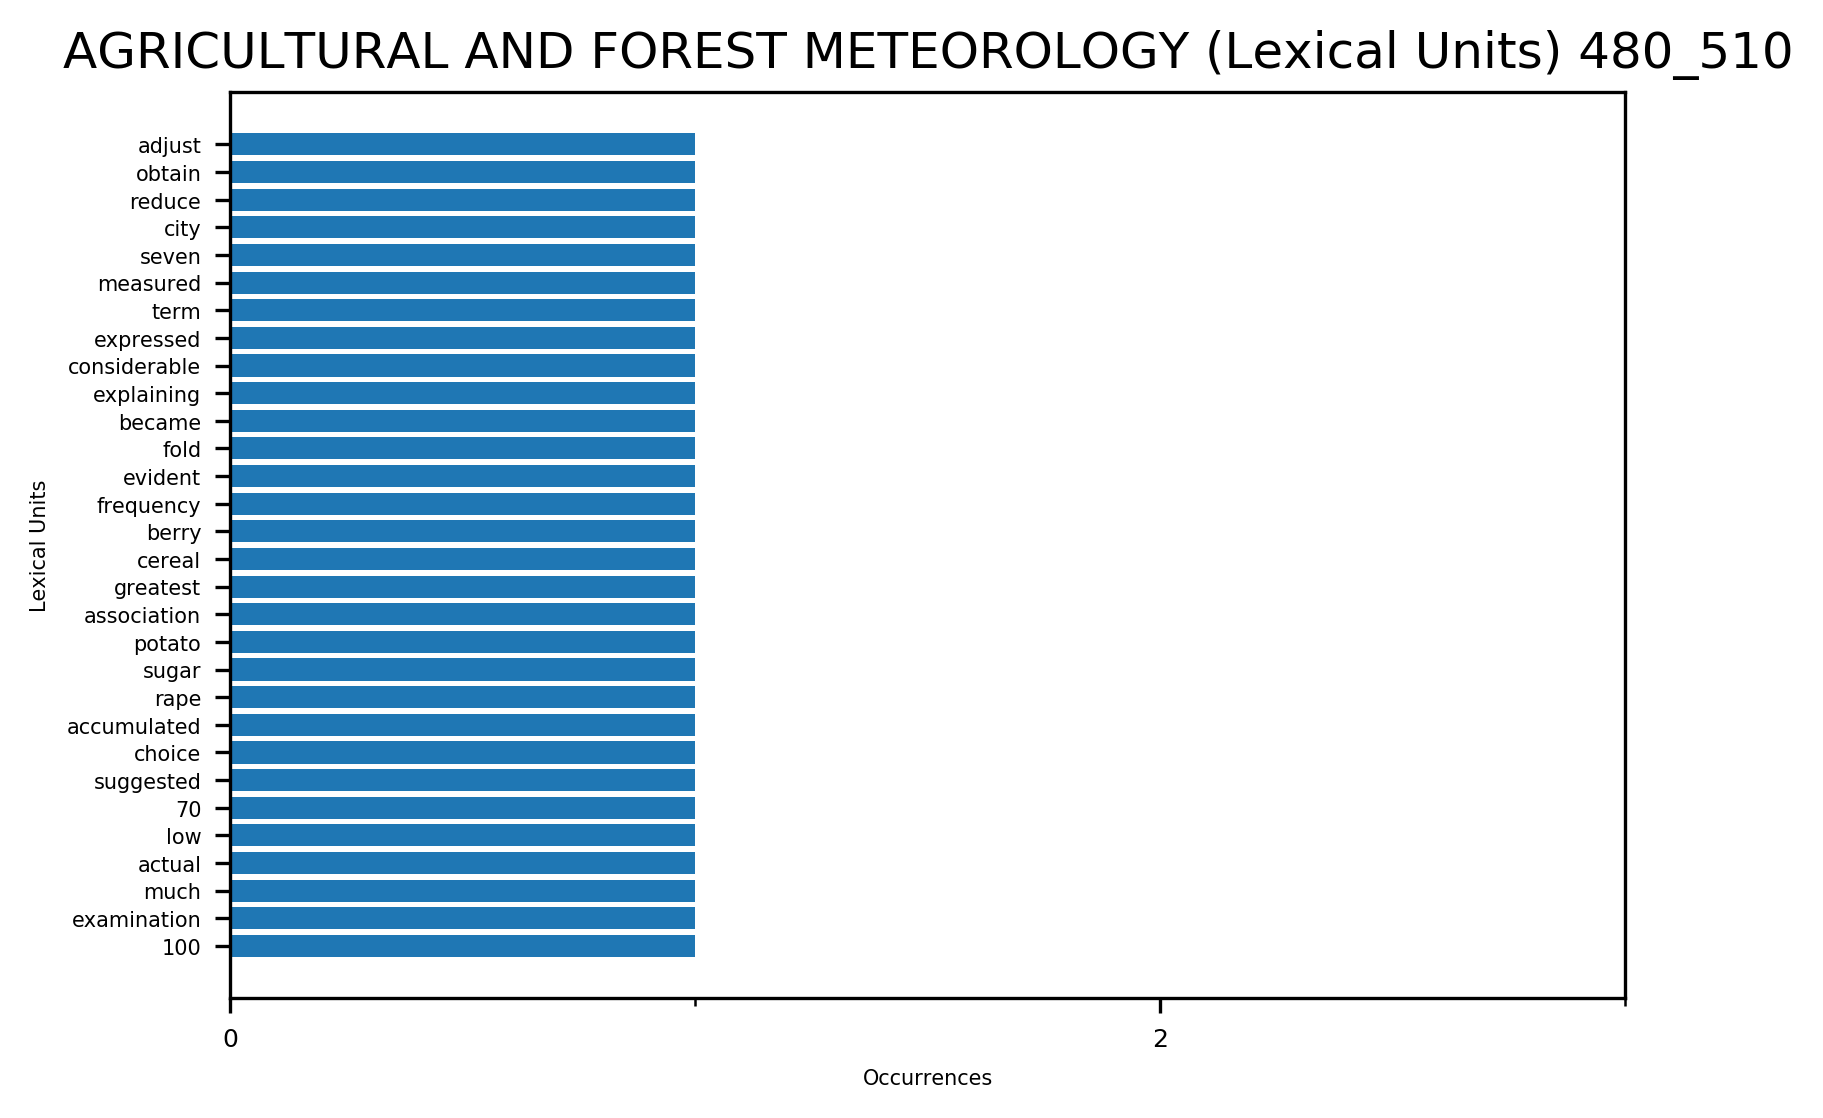 AGRICULTURAL AND FOREST METEOROLOGY (Lexical Units) 480_510
Lexical Units
adjust
obtain
reduce
city
seven
measured
term
expressed
considerable
explaining
became
fold
evident
frequency
berry
cereal
greatest
association
potato
sugar
rape
accumulated
choice
suggested
70
low
actual
much
examination
100
0 2
Occurrences